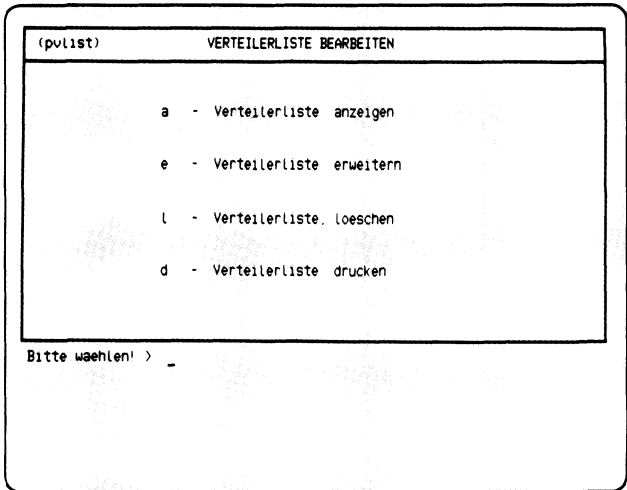 (pvlist) VERTEILERLISTE BEARBEITEN
a - Verteilerliste anzeigen
e - Verteilerliste erweitern
l - Verteilerliste. loeschen
d - Verteilerliste drucken
Bitte waehlen! > _